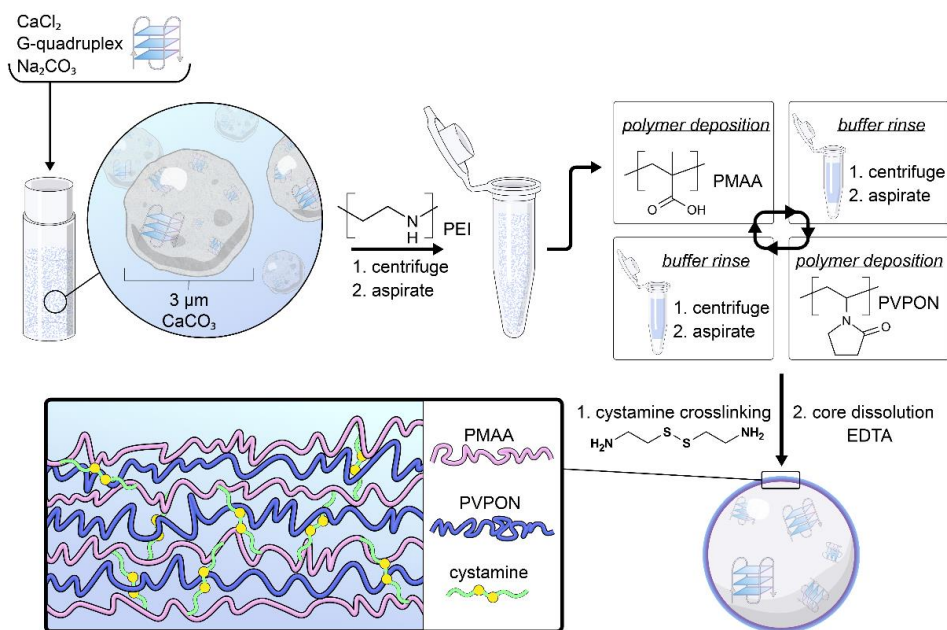 CaCl₂
G-quadruplex
Na₂CO₃
3 µm
CaCO₃
N
H
PEI
1. centrifuge
2. aspirate
polymer deposition
PMAA
O
OH
buffer rinse
1. centrifuge
2. aspirate
buffer rinse
1. centrifuge
2. aspirate
polymer deposition
PVPON
N
O
1. cystamine crosslinking
H₂N
S
S
NH₂
2. core dissolution
EDTA
PMAA
PVPON
cystamine